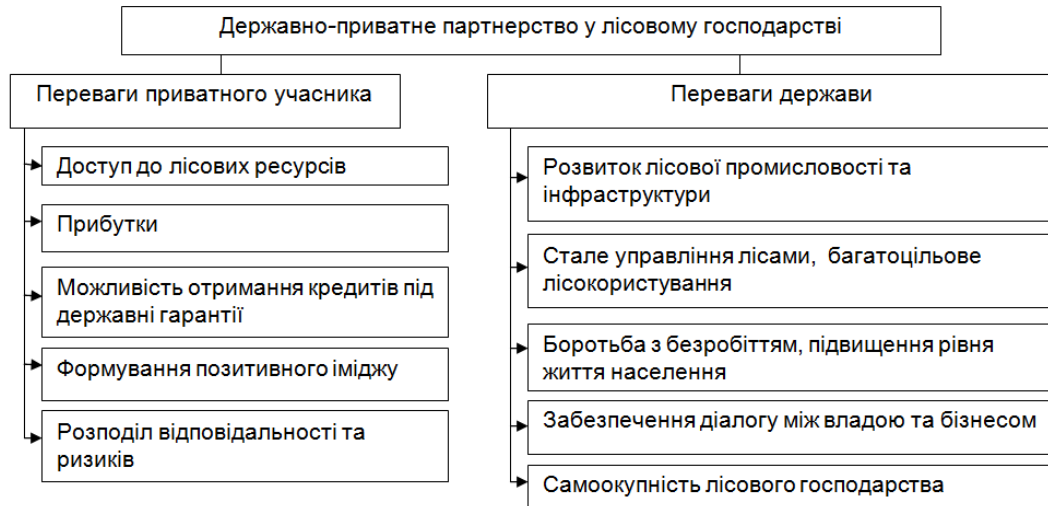 Державно-приватне партнерство у лісовому господарстві
Переваги приватного учасника
Доступ до лісових ресурсів
Прибутки
Можливість отримання кредитів під
державні гарантії
Формування позитивного іміджу
Розподіл відповідальності та
ризиків
Переваги держави
Розвиток лісової промисловості та
інфраструктури
Стале управління лісами, багатоцільове
лісокористування
Боротьба з безробіттям, підвищення рівня
життя населення
Забезпечення діалогу між владою та бізнесом
Самоокупність лісового господарства